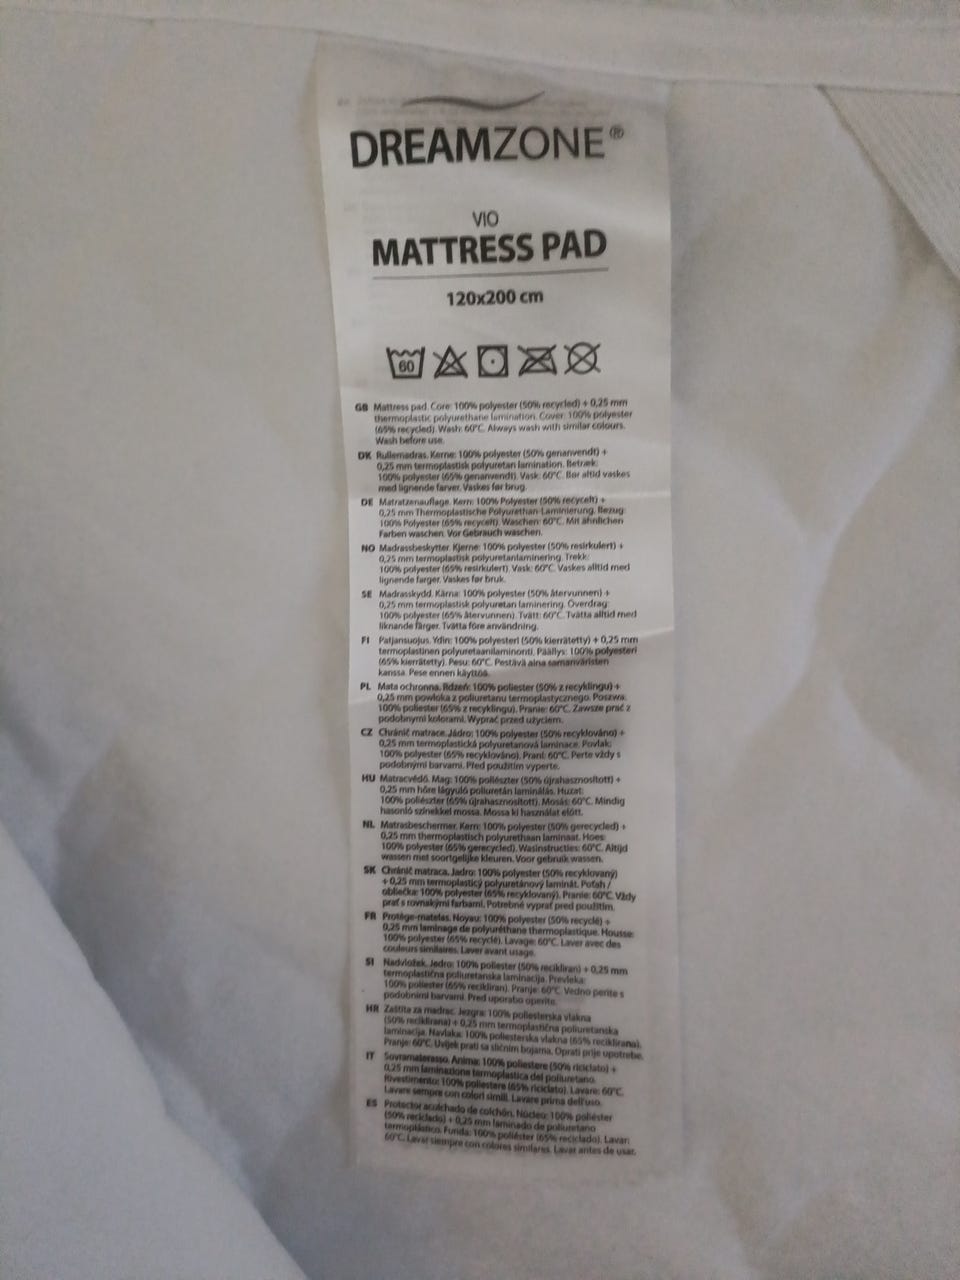 DREAMZONE®
VIO
MATTRESS PAD
120x200 cm
60
GB Mattress pad. Core: 100% polyester (50% recycled) + 0,25 mm
thermoplastic polyurethane lamination. Cover: 100% polyester
(65% recycled). Wash: 60°C. Always wash with similar colours.
Wash before use.
DK Rullemadras. Kerne: 100% polyester (50% genanvendt) +
0,25 mm termoplastisk polyuretan lamination. Betræk:
100% polyester (65% genanvendt). Vask: 60°C. Bør altid vaskes
med lignende farver. Vaskes før brug.
DE Matratzenauflage. Kern: 100% Polyester (50% recycelt) +
0,25 mm Thermoplastische Polyurethan-Laminierung. Bezug:
100% Polyester (65% recycelt). Waschen: 60°C. Mit ähnlichen
Farben waschen. Vor Gebrauch waschen.
NO Madrassbeskytter. Kjerne: 100% polyester (50% resirkulert) +
0,25 mm termoplastisk polyuretanlaminering. Trekk:
100% polyester (65% resirkulert). Vask: 60°C. Vaskes alltid med
lignende farger. Vaskes før bruk.
SE Madrasskydd. Kärna: 100% polyester (50% återvunnen) +
0,25 mm termoplastisk polyuretan laminering. Överdrag:
100% polyester (65% återvunnen). Tvätt: 60°C. Tvätta alltid med
liknande färger. Tvätta före användning.
FI Patjansuojus. Ydin: 100% polyesteri (50% kierrätetty) + 0,25 mm
termoplastinen polyuretaanilaminonti. Päällys: 100% polyesteri
(65% kierrätetty). Pesu: 60°C. Pestävä aina samanväristen
kanssa. Pese ennen käyttöä.
PL Mata ochronna. Rdzeń: 100% poliester (50% z recyklingu) +
0,25 mm powłoka z poliuretanu termoplastycznego. Poszwa:
100% poliester (65% z recyklingu). Pranie: 60°C. Zawsze prać z
podobnymi kolorami. Wyprać przed użyciem.
CZ Chránič matrace. Jádro: 100% polyester (50% recyklováno) +
0,25 mm termoplastická polyuretanová laminace. Povlak:
100% polyester (65% recyklováno). Praní: 60°C. Perte vždy s
podobnými barvami. Před použitím vyperte.
HU Matracvédő. Mag: 100% poliészter (50% újrahasznosított) +
0,25 mm hőre lágyuló poliuretán laminálás. Huzat:
100% poliészter (65% újrahasznosított). Mosás: 60°C. Mindig
hasonló színekkel mossa. Mossa ki használat előtt.
NL Matrasbeschermer. Kern: 100% polyester (50% gerecycled) +
0,25 mm thermoplastisch polyurethaan laminaat. Hoes:
100% polyester (65% gerecycled). Wasinstructies: 60°C. Altijd
wassen met soortgelijke kleuren. Voor gebruik wassen.
SK Chránič matraca. Jadro: 100% polyester (50% recyklovaný)
+ 0,25 mm termoplastický polyuretánový laminát. Poťah /
obliečka: 100% polyester (65% recyklovaný). Pranie: 60°C. Vždy
prať s rovnakými farbami. Potrebné vyprať pred použitím.
FR Protège-matelas. Noyau: 100% polyester (50% recyclé) +
0,25 mm laminage de polyuréthane thermoplastique. Housse:
100% polyester (65% recyclé). Lavage: 60°C. Laver avec des
couleurs similaires. Laver avant usage.
SI Nadvložek. Jedro: 100% poliester (50% recikliran) + 0,25 mm
termoplastična poliuretanska laminacija. Prevleka:
100% poliester (65% recikliran). Pranje: 60°C. Vedno perite s
podobnimi barvami. Pred uporabo operite.
HR Zaštita za madrac. Jezgra: 100% poliesterska vlakna
(50% reciklirana) + 0,25 mm termoplastična poliuretanska
laminacija. Navlaka: 100% poliesterska vlakna (65% reciklirana).
Pranje: 60°C. Uvijek prati sa sličnim bojama. Oprati prije upotrebe.
IT Sovramaterasso. Anima: 100% poliestere (50% riciclato) +
0,25 mm laminazione termoplastica del poliuretano.
Rivestimento: 100% poliestere (65% riciclato). Lavare: 60°C.
Lavare sempre con colori simili. Lavare prima dell'uso.
ES Protector acolchado de colchón. Núcleo: 100% poliéster
(50% reciclado) + 0,25 mm laminado de poliuretano
termoplástico. Funda: 100% poliéster (65% reciclado). Lavar:
60°C. Lavar siempre con colores similares. Lavar antes de usar.